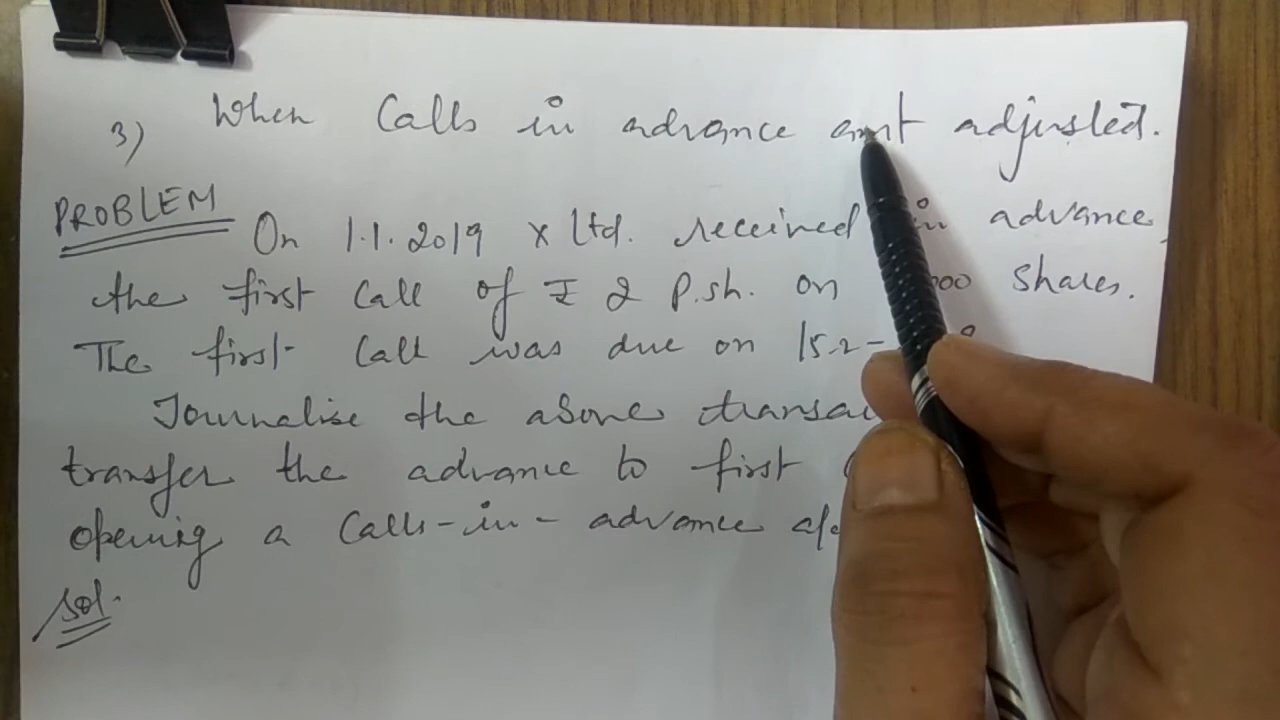 3) When Calls in advance amt adjusted.
PROBLEM On 1.1.2019 X Ltd. received in advance,
the first Call of ₹ 2 P.sh. on 000 Shares.
The first Call was due on 15.2-
Journalise the above transac
transfer the advance to first
opening a Calls-in-advance a/c
Sol.